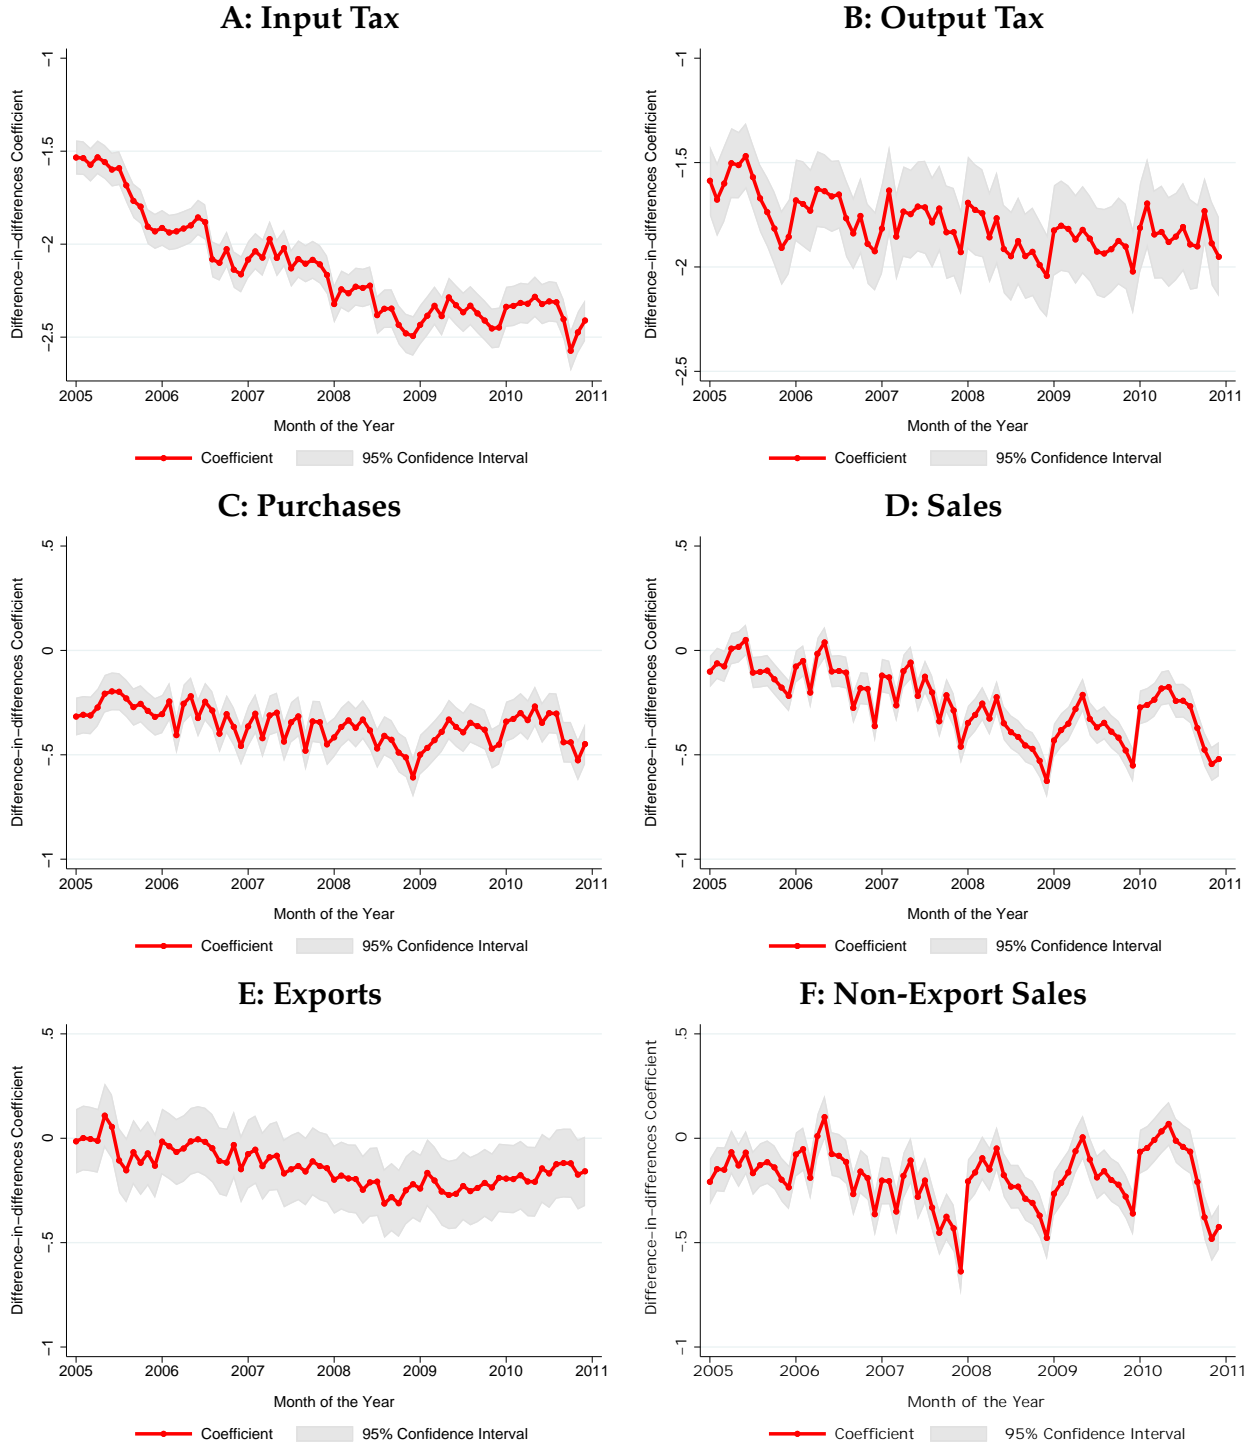 A: Input Tax
Difference-in-differences Coefficient
-1
-1.5
-2
-2.5
2005 2006 2007 2008 2009 2010 2011
Month of the Year
Coefficient 95% Confidence Interval
B: Output Tax
Difference-in-differences Coefficient
-1
-1.5
-2
-2.5
2005 2006 2007 2008 2009 2010 2011
Month of the Year
Coefficient 95% Confidence Interval
C: Purchases
Difference-in-differences Coefficient
.5
0
-.5
-1
2005 2006 2007 2008 2009 2010 2011
Month of the Year
Coefficient 95% Confidence Interval
D: Sales
Difference-in-differences Coefficient
.5
0
-.5
-1
2005 2006 2007 2008 2009 2010 2011
Month of the Year
Coefficient 95% Confidence Interval
E: Exports
Difference-in-differences Coefficient
.5
0
-.5
-1
2005 2006 2007 2008 2009 2010 2011
Month of the Year
Coefficient 95% Confidence Interval
F: Non-Export Sales
Difference-in-differences Coefficient
.5
0
-.5
-1
2005 2006 2007 2008 2009 2010 2011
Month of the Year
Coefficient 95% Confidence Interval